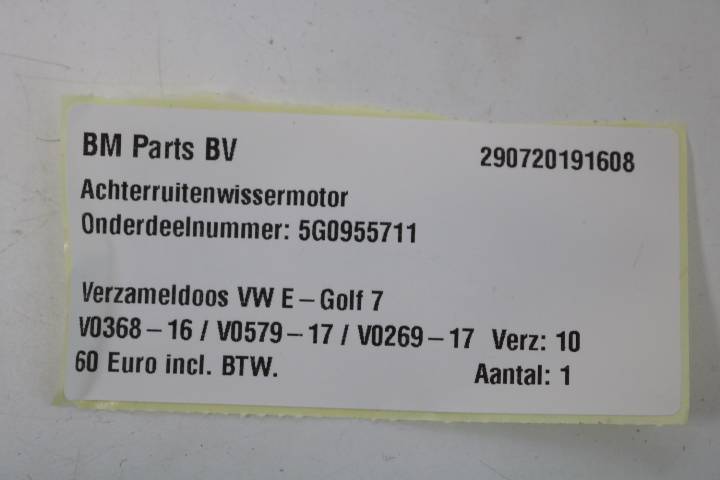 BM Parts BV 290720191608
Achterruitenwissermotor
Onderdeelnummer: 5G0955711
Verzameldoos VW E-Golf 7
V0368-16 / V0579-17 / V0269-17 Verz: 10
60 Euro incl. BTW. Aantal: 1